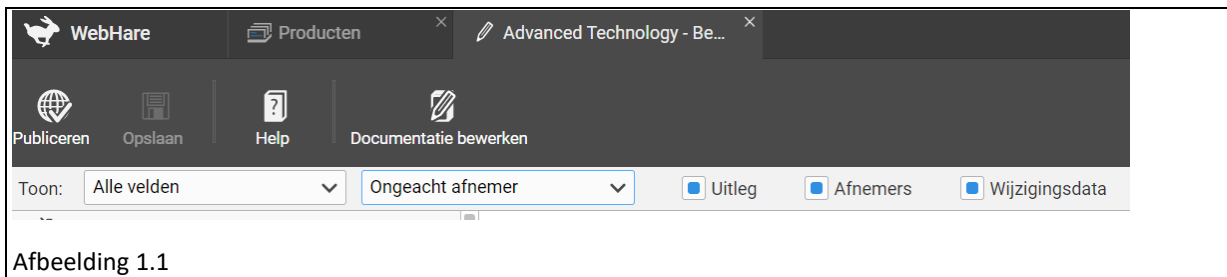 WebHare Producten Advanced Technology - Be...
Publiceren Opslaan Help Documentatie bewerken
Toon: Alle velden Ongeacht afnemer Uitleg Afnemers Wijzigingsdata
Afbeelding 1.1